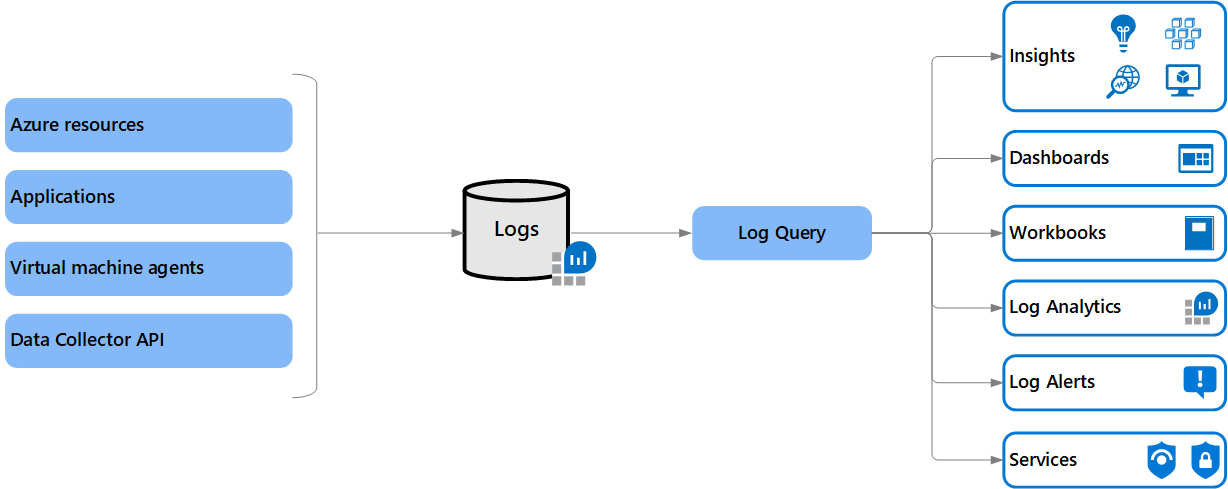 Azure resources
Applications
Virtual machine agents
Data Collector API
Logs
Log Query
Insights
Dashboards
Workbooks
Log Analytics
Log Alerts
Services